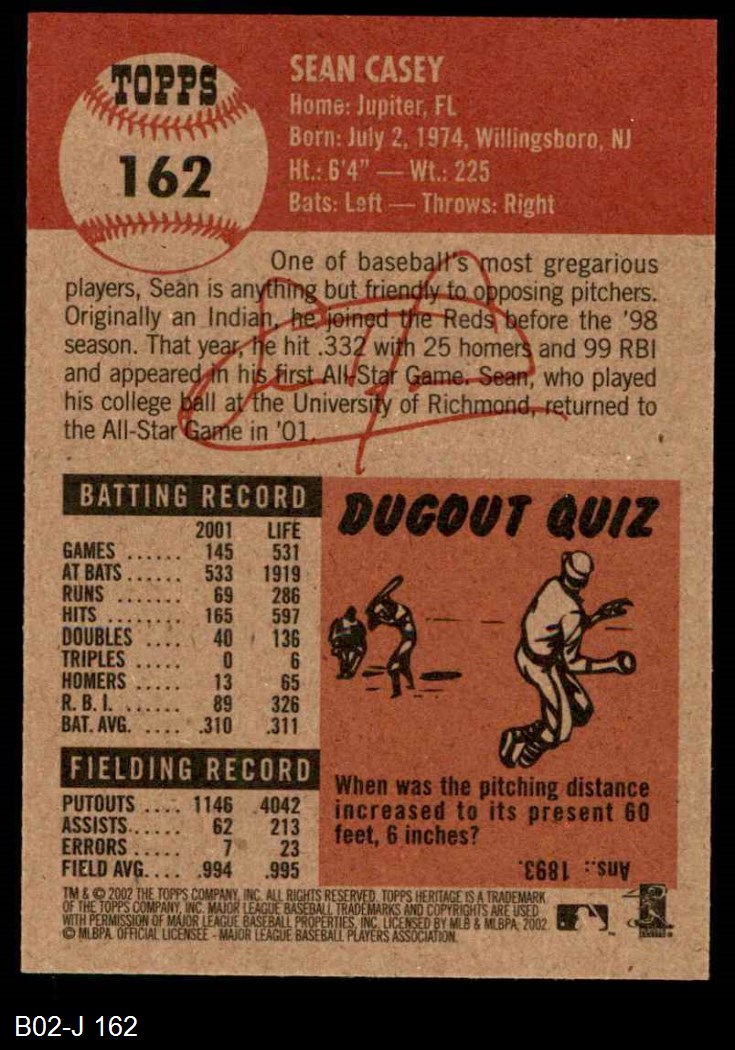 TOPPS
162
SEAN CASEY
Home: Jupiter, FL
Born: July 2, 1974, Willingsboro, NJ
Ht.: 6'4" — Wt.: 225
Bats: Left — Throws: Right
One of baseball's most gregarious
players, Sean is anything but friendly to opposing pitchers.
Originally an Indian, he joined the Reds before the '98
season. That year, he hit .332 with 25 homers and 99 RBI
and appeared in his first All-Star Game. Sean, who played
his college ball at the University of Richmond, returned to
the All-Star Game in '01.
BATTING RECORD
2001 LIFE
GAMES ...... 145 531
AT BATS...... 533 1919
RUNS ....... 69 286
HITS ........ 165 597
DOUBLES .... 40 136
TRIPLES ..... 0 6
HOMERS ..... 13 65
R. B. I. ....... 89 326
BAT. AVG. .... .310 .311
FIELDING RECORD
PUTOUTS .... 1146 4042
ASSISTS...... 62 213
ERRORS ..... 7 23
FIELD AVG.... .994 .995
DUGOUT QUIZ
When was the pitching distance
increased to its present 60
feet, 6 inches?
Ans.: 1893.
TM & © 2002 THE TOPPS COMPANY, INC. ALL RIGHTS RESERVED. TOPPS HERITAGE IS A TRADEMARK
OF THE TOPPS COMPANY, INC. MAJOR LEAGUE BASEBALL TRADEMARKS AND COPYRIGHTS ARE USED
WITH PERMISSION OF MAJOR LEAGUE BASEBALL PROPERTIES, INC. LICENSED BY MLB & MLBPA, 2002
© MLBPA. OFFICIAL LICENSEE - MAJOR LEAGUE BASEBALL PLAYERS ASSOCIATION.
B02-J 162